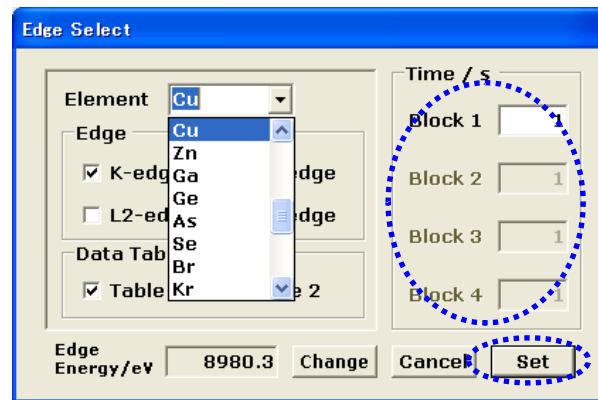 Edge Select
Element Cu
Cu
Zn
Ga
Ge
As
Se
Br
Kr
Edge
K-edg dge
L2-ed edge
Data Tab
Table e 2
Time / s
Block 1 1
Block 2 1
Block 3 1
Block 4 1
Edge
Energy/eV 8980.3 Change Cancel Set